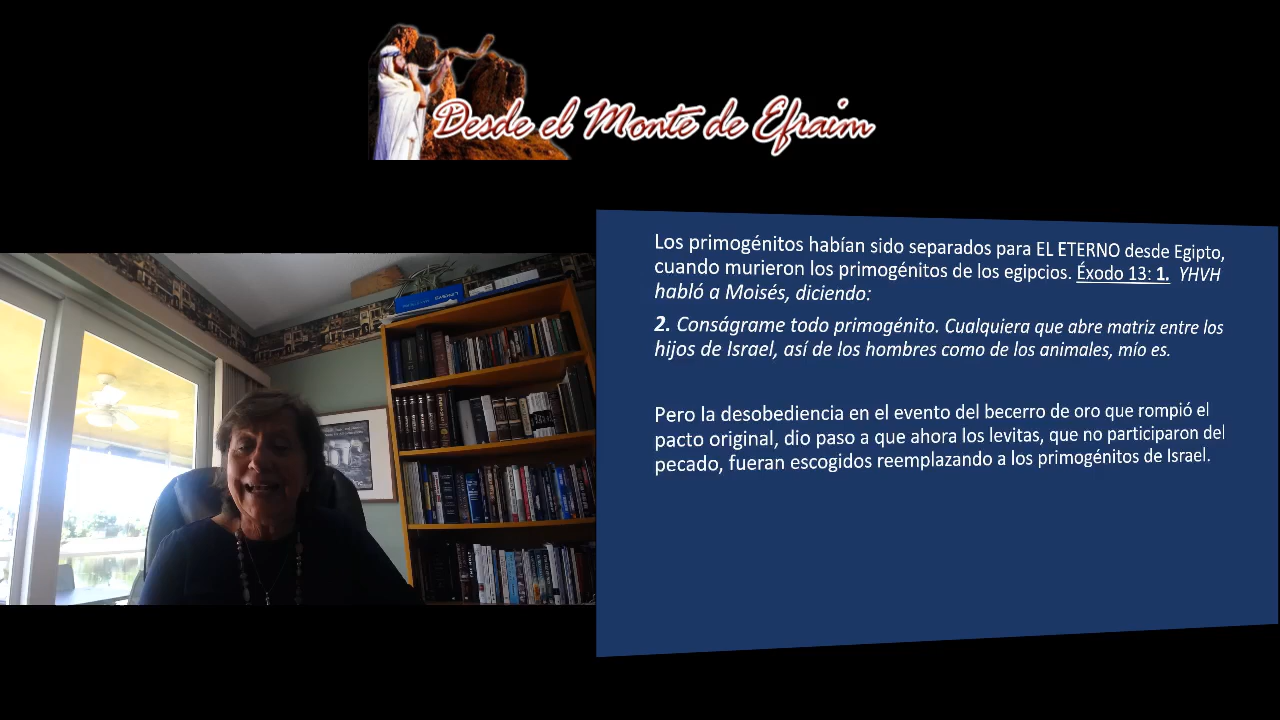 Desde el Monte de Efraim
Los primogénitos habían sido separados para EL ETERNO desde Egipto,
cuando murieron los primogénitos de los egipcios. Éxodo 13: 1. YHVH
habló a Moisés, diciendo:
2. Conságrame todo primogénito. Cualquiera que abre matriz entre los
hijos de Israel, así de los hombres como de los animales, mío es.
Pero la desobediencia en el evento del becerro de oro que rompió el
pacto original, dio paso a que ahora los levitas, que no participaron del
pecado, fueran escogidos reemplazando a los primogénitos de Israel.